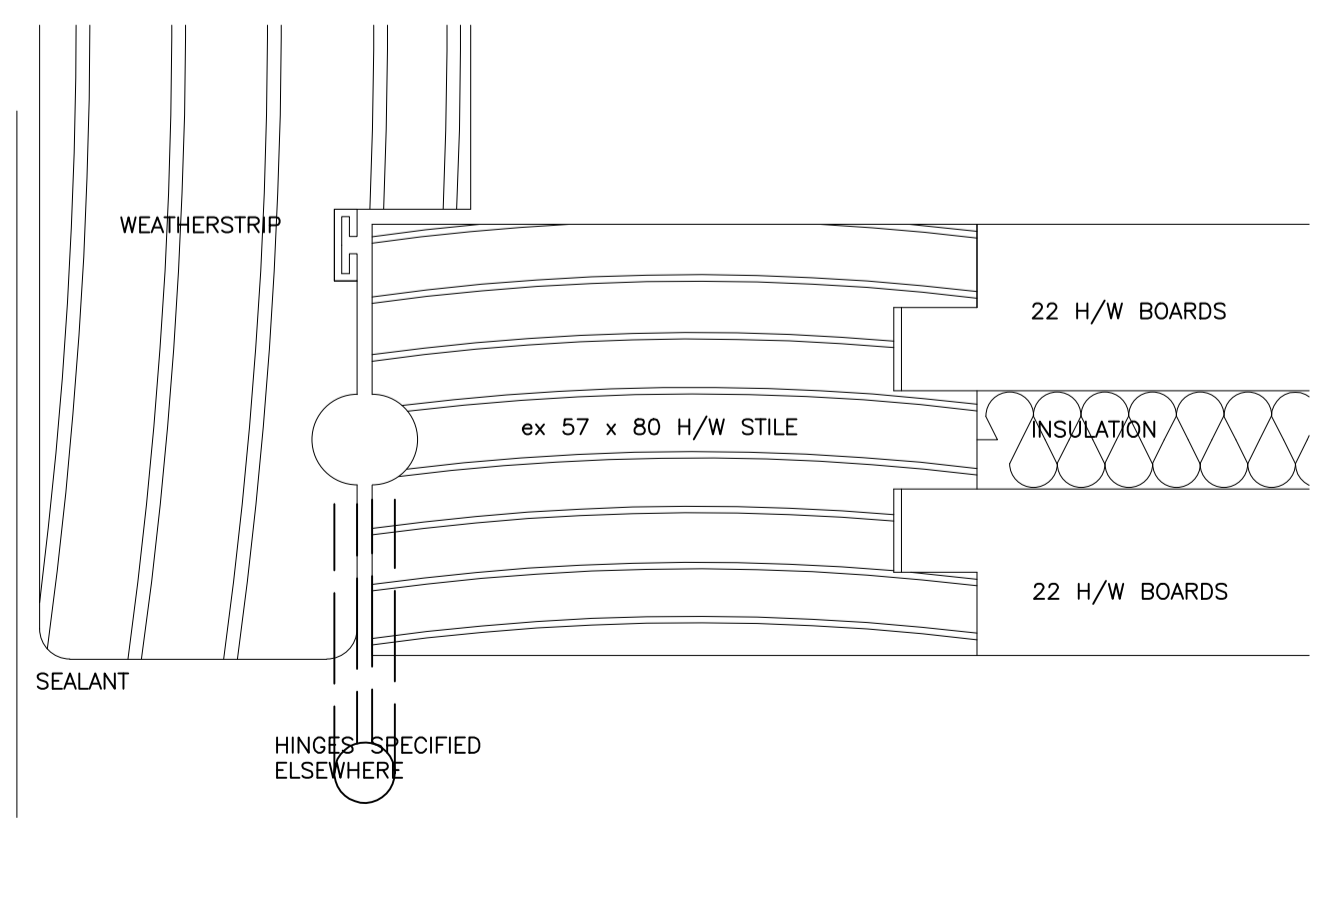 WEATHERSTRIP
22 H/W BOARDS
ex 57 x 80 H/W STILE
INSULATION
22 H/W BOARDS
SEALANT
HINGES SPECIFIED
ELSEWHERE